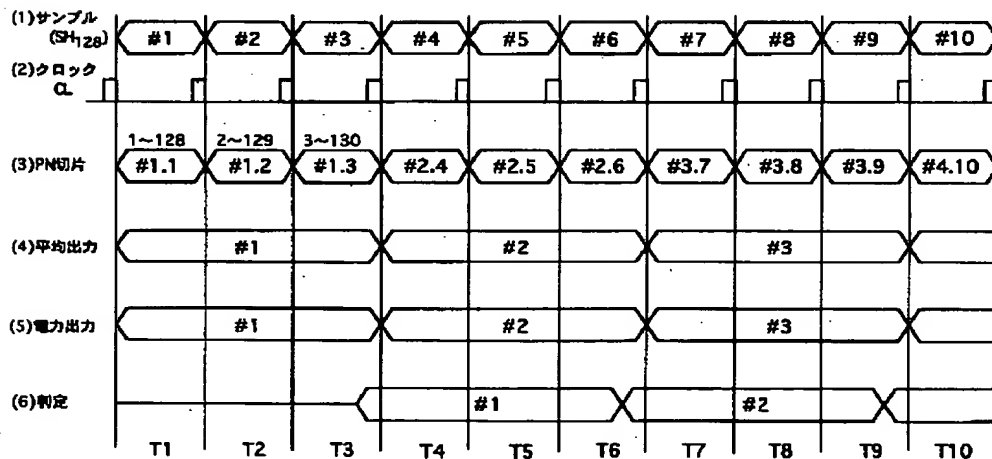 (1)サンプル
(SH128)
#1 #2 #3 #4 #5 #6 #7 #8 #9 #10
(2)クロック
CL
1~128 2~129 3~130
(3)PN切片
#1.1 #1.2 #1.3 #2.4 #2.5 #2.6 #3.7 #3.8 #3.9 #4.10
(4)平均出力
#1 #2 #3
(5)電力出力
#1 #2 #3
(6)判定
#1 #2
T1 T2 T3 T4 T5 T6 T7 T8 T9 T10